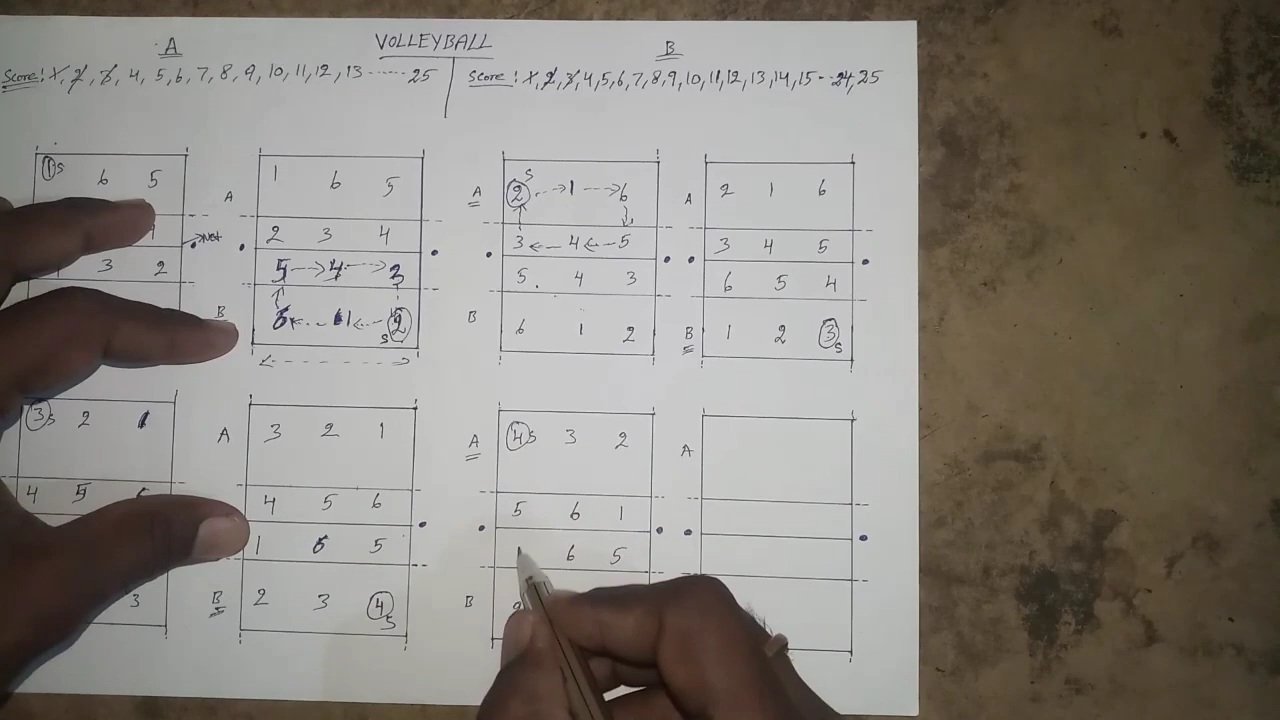 A VOLLEYBALL B
Score: 1, 2, 3, 4, 5, 6, 7, 8, 9, 10, 11, 12, 13 ...... 25
Score: 1, 2, 3, 4, 5, 6, 7, 8, 9, 10, 11, 12, 13, 14, 15 -- 24, 25
1 S 6 5
Net
3 2
A
1 6 5
2 3 4
5 4 3
B
6 1 2 S
A
2 S 1 6
3 4 5
5 4 3
B
6 1 2
A
2 1 6
3 4 5
6 5 4
B
1 2 3 S
3 S 2 1
4 5
3
A
3 2 1
4 5 6
1 6 5
B
2 3 4 S
A
4 S 3 2
5 6 1
6 5
B
A